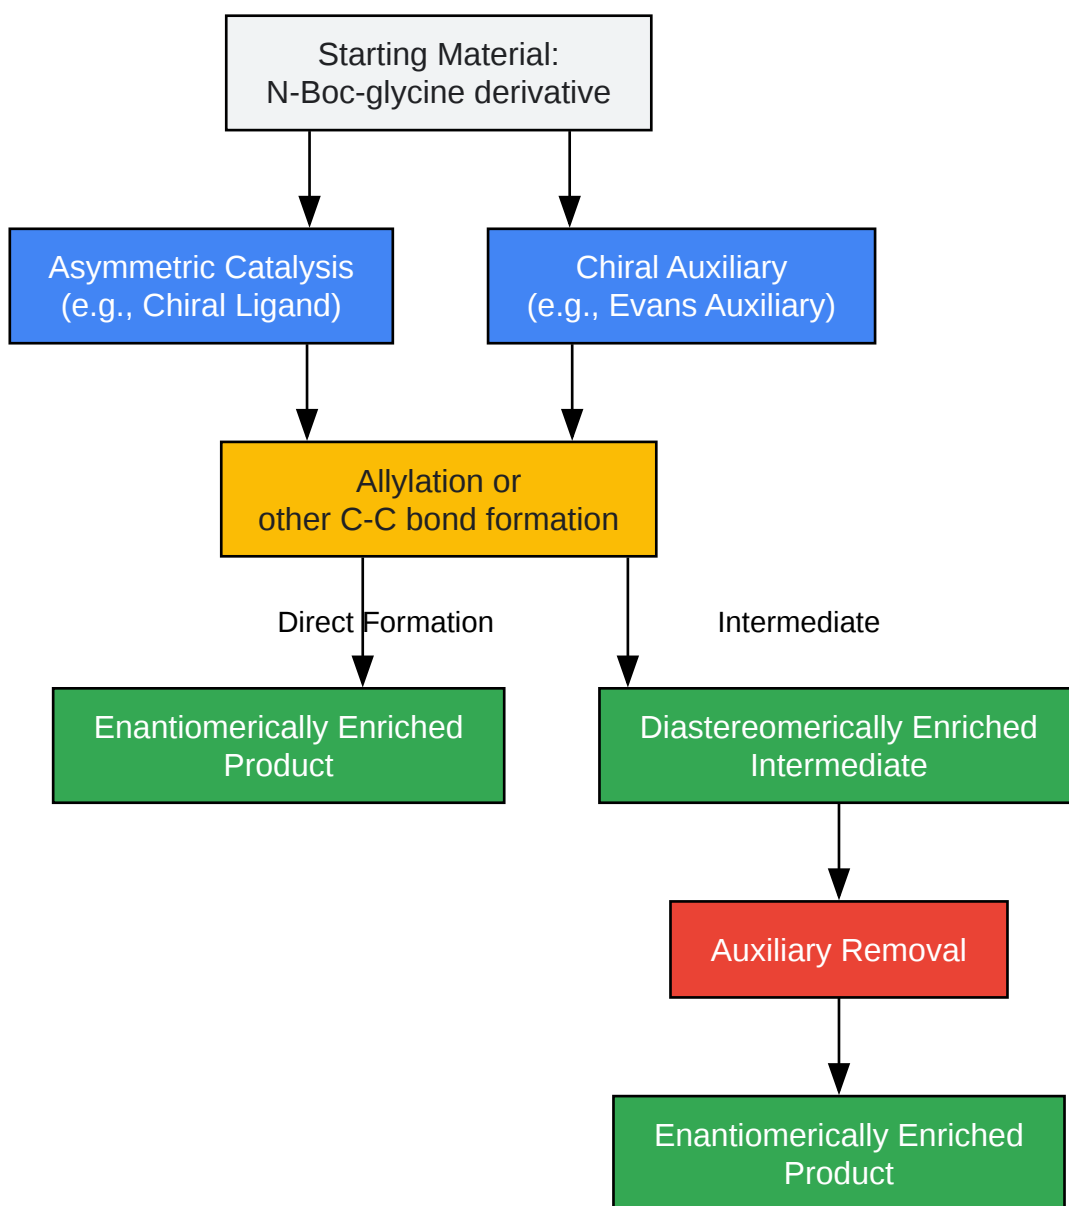 Starting Material:
N-Boc-glycine derivative
Asymmetric Catalysis
(e.g., Chiral Ligand)
Chiral Auxiliary
(e.g., Evans Auxiliary)
Allylation or
other C-C bond formation
Direct Formation
Intermediate
Enantiomerically Enriched
Product
Diastereomerically Enriched
Intermediate
Auxiliary Removal
Enantiomerically Enriched
Product